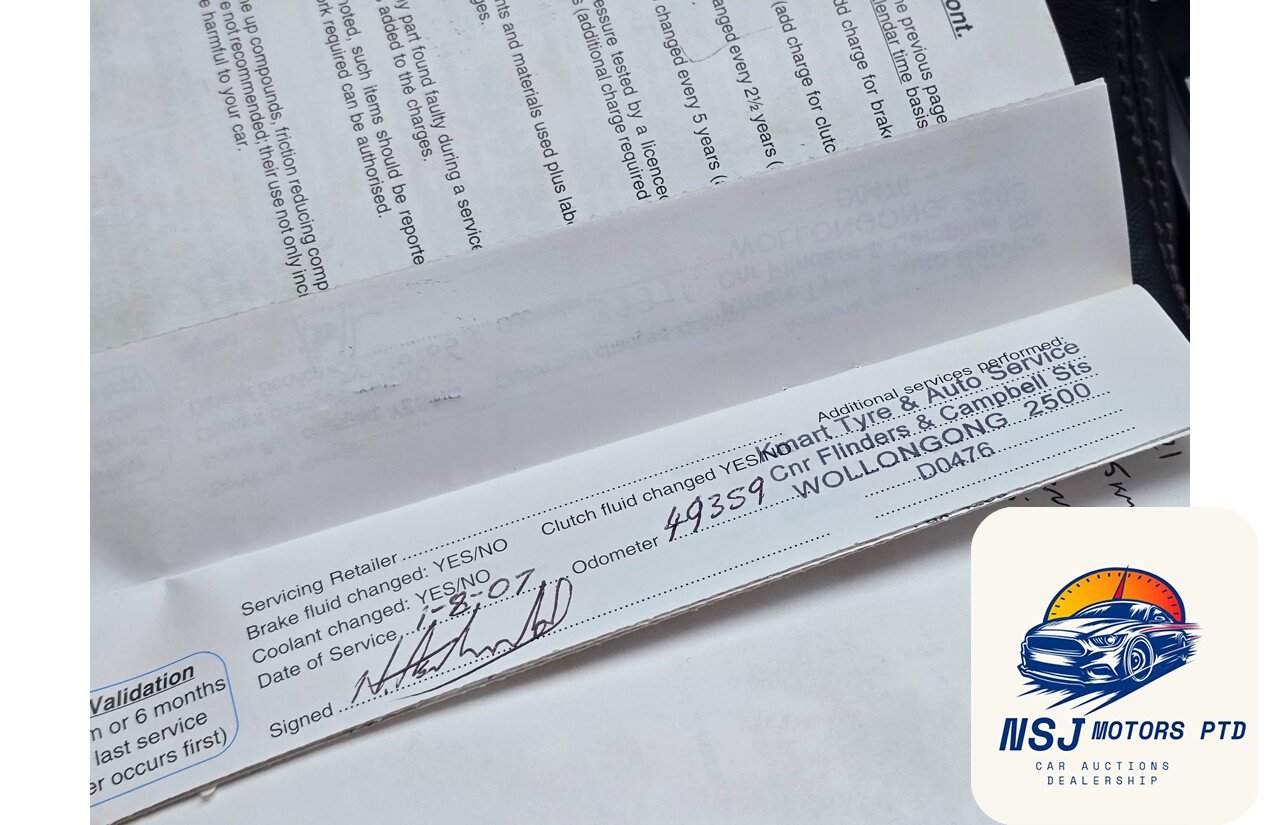 ont.
he previous page
lendar time basis
dd charge for brak
(add charge for clutc
anged every 2½ years (
changed every 5 years (
essure tested by a licenced
s (additional charge required
nts and materials used plus labo
ges.
ny part found faulty during a service
s added to the charges.
noted, such items should be reporte
rk required can be authorised.
ne up compounds, friction reducing comp
e not recommended; their use not only inc
e harmful to your car.
Additional services performed:
Kmart Tyre & Auto Service
Cnr Flinders & Campbell Sts
WOLLONGONG 2500
D0476
Servicing Retailer
Brake fluid changed: YES/NO Clutch fluid changed YES/NO
Coolant changed: YES/NO
Date of Service 1-8-07 Odometer 49359
Signed
Validation
m or 6 months
last service
er occurs first)
NSJ MOTORS PTD
CAR AUCTIONS
DEALERSHIP